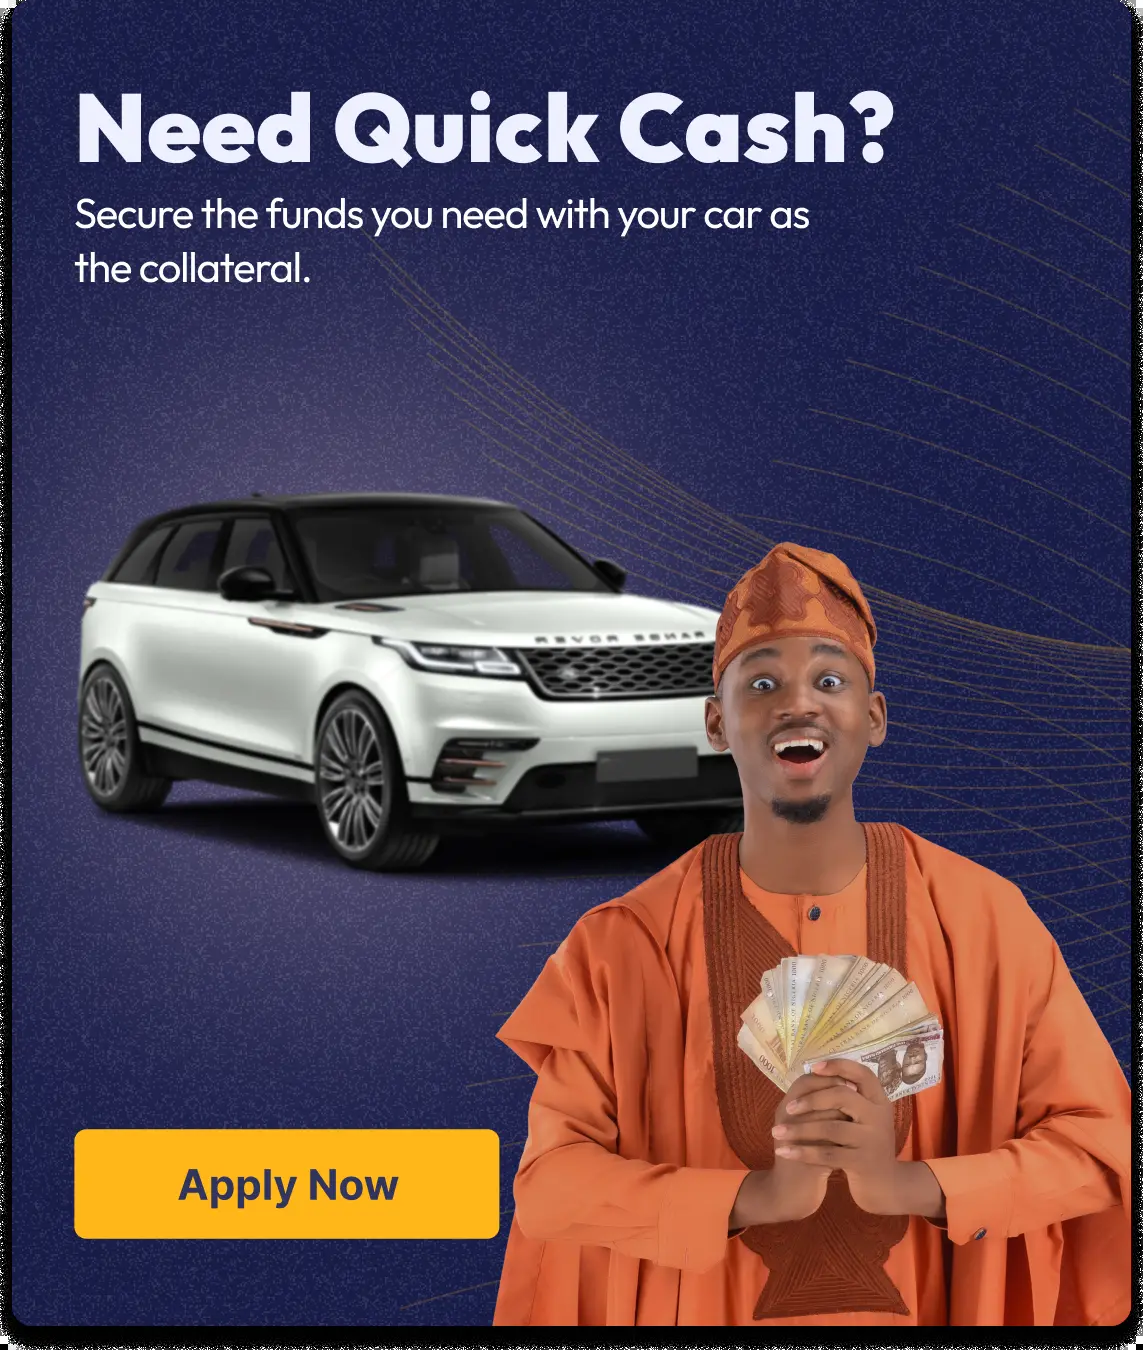 Need Quick Cash?
Secure the funds you need with your car as
the collateral.
Apply Now